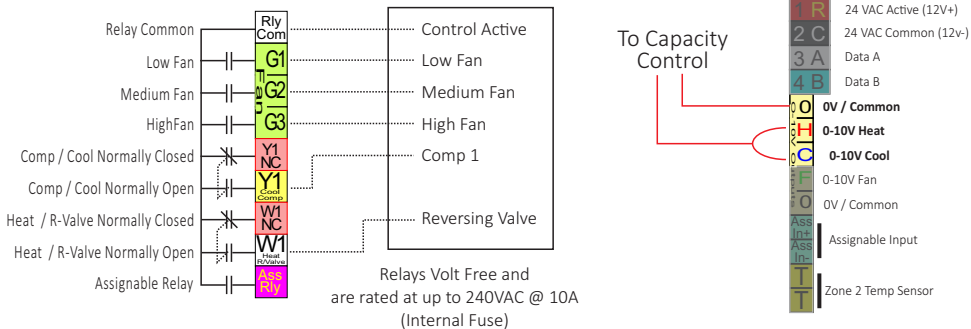 Relay Common
Low Fan
Medium Fan
HighFan
Comp / Cool Normally Closed
Comp / Cool Normally Open
Heat / R-Valve Normally Closed
Heat / R-Valve Normally Open
Assignable Relay
Rly
Com
G1
G2
G3
Fan
Y1
NC
Y1
Cool
Comp
W1
NC
W1
Heat
R/Valve
Ass
Rly
Control Active
Low Fan
Medium Fan
High Fan
Comp 1
Reversing Valve
Relays Volt Free and
are rated at up to 240VAC @ 10A
(Internal Fuse)
To Capacity
Control
1 R
2 C
3 A
4 B
0
H
C
F
0
Ass
In+
Ass
In-
T
T
24 VAC Active (12V+)
24 VAC Common (12v-)
Data A
Data B
0V / Common
0-10V Heat
0-10V Cool
0-10V Fan
0V / Common
Assignable Input
Zone 2 Temp Sensor